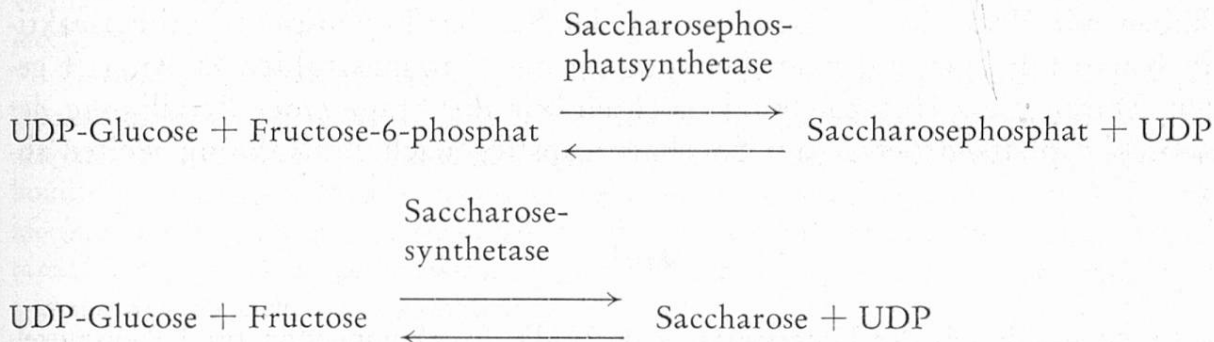 Saccharosephos-
phatsynthetase
UDP-Glucose + Fructose-6-phosphat Saccharosephosphat + UDP
Saccharose-
synthetase
UDP-Glucose + Fructose Saccharose + UDP